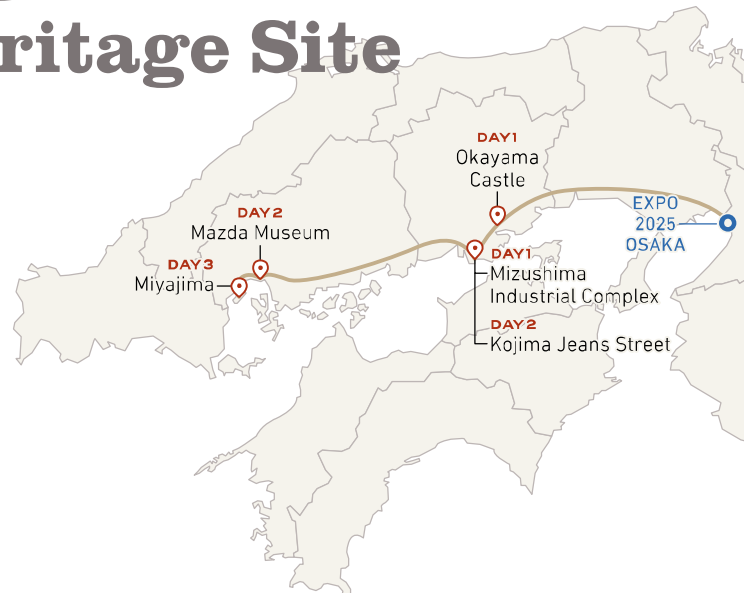 ritage Site
DAY1
Okayama
Castle
EXPO
2025
OSAKA
DAY2
Mazda Museum
DAY1
Mizushima
Industrial Complex
DAY3
Miyajima
DAY2
Kojima Jeans Street